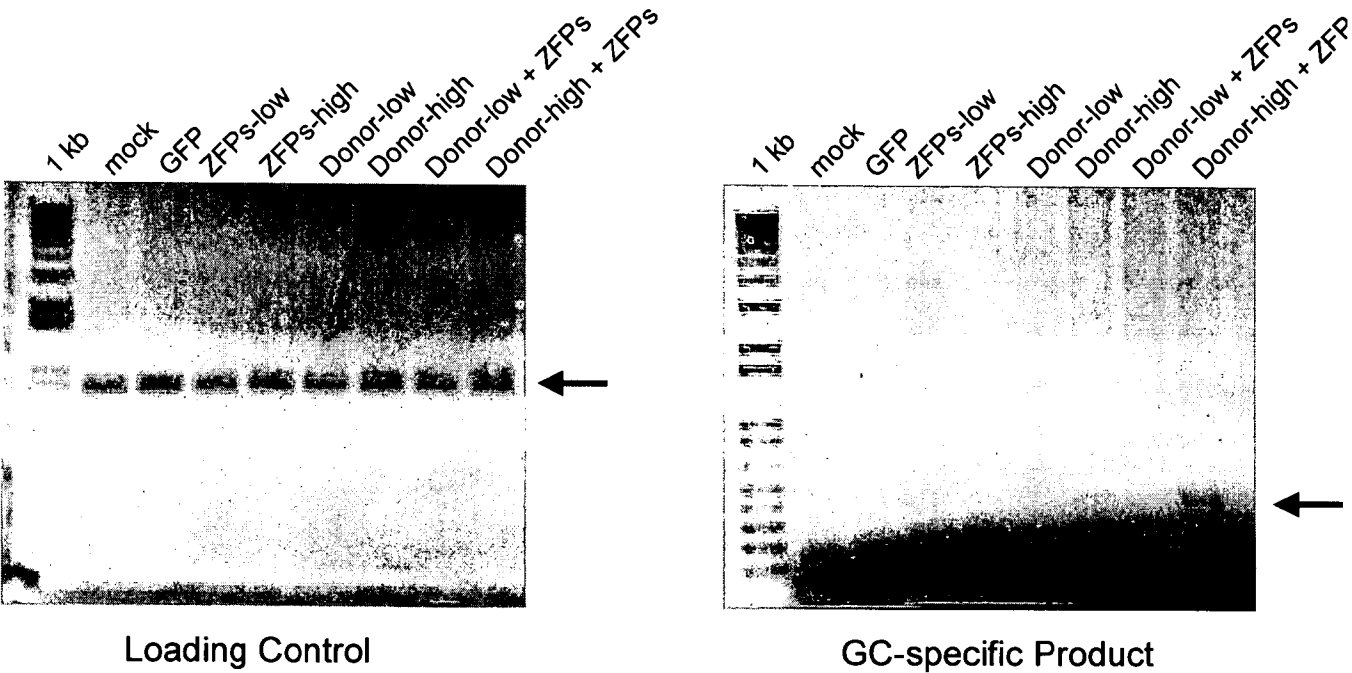 1 kb
mock
GFP
ZFPs-low
ZFPs-high
Donor-low
Donor-high
Donor-low + ZFPs
Donor-high + ZFPs
Loading Control
1 kb
mock
GFP
ZFPs-low
ZFPs-high
Donor-low
Donor-high
Donor-low + ZFPs
Donor-high + ZFP
GC-specific Product